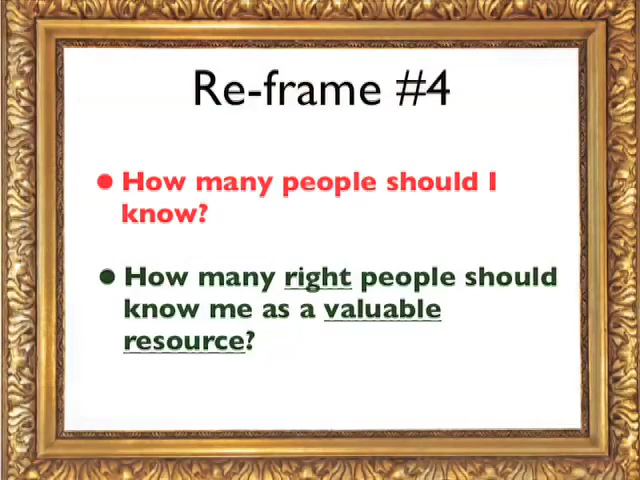 Re-frame #4
• How many people should I
know?
• How many right people should
know me as a valuable
resource?